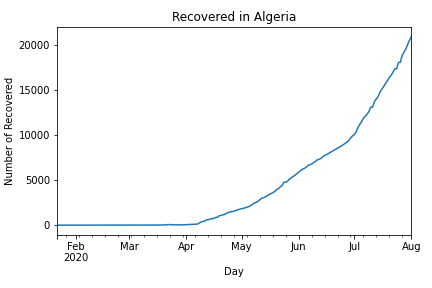 Recovered in Algeria
Number of Recovered
20000
15000
10000
5000
0
Feb
2020
Mar
Apr
May
Jun
Jul
Aug
Day